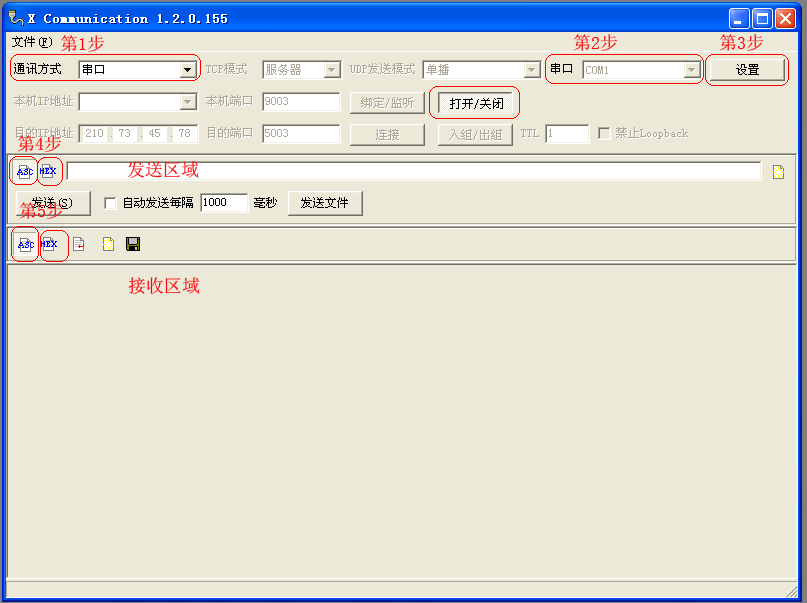 X Communication 1.2.0.155
文件(F) 第1步 第2步 第3步
通讯方式 串口 TCP模式 服务器 UDP发送模式 单播 串口 COM1 设置
本机IP地址 本机端口 9003 绑定/监听 打开/关闭
目的IP地址 210 . 73 . 45 . 78 目的端口 5003 连接 入组/出组 TTL 1 禁止Loopback
第4步
ASC HEX 发送区域
发送(S) 自动发送每隔 1000 毫秒 发送文件
第5步
ASC HEX
接收区域